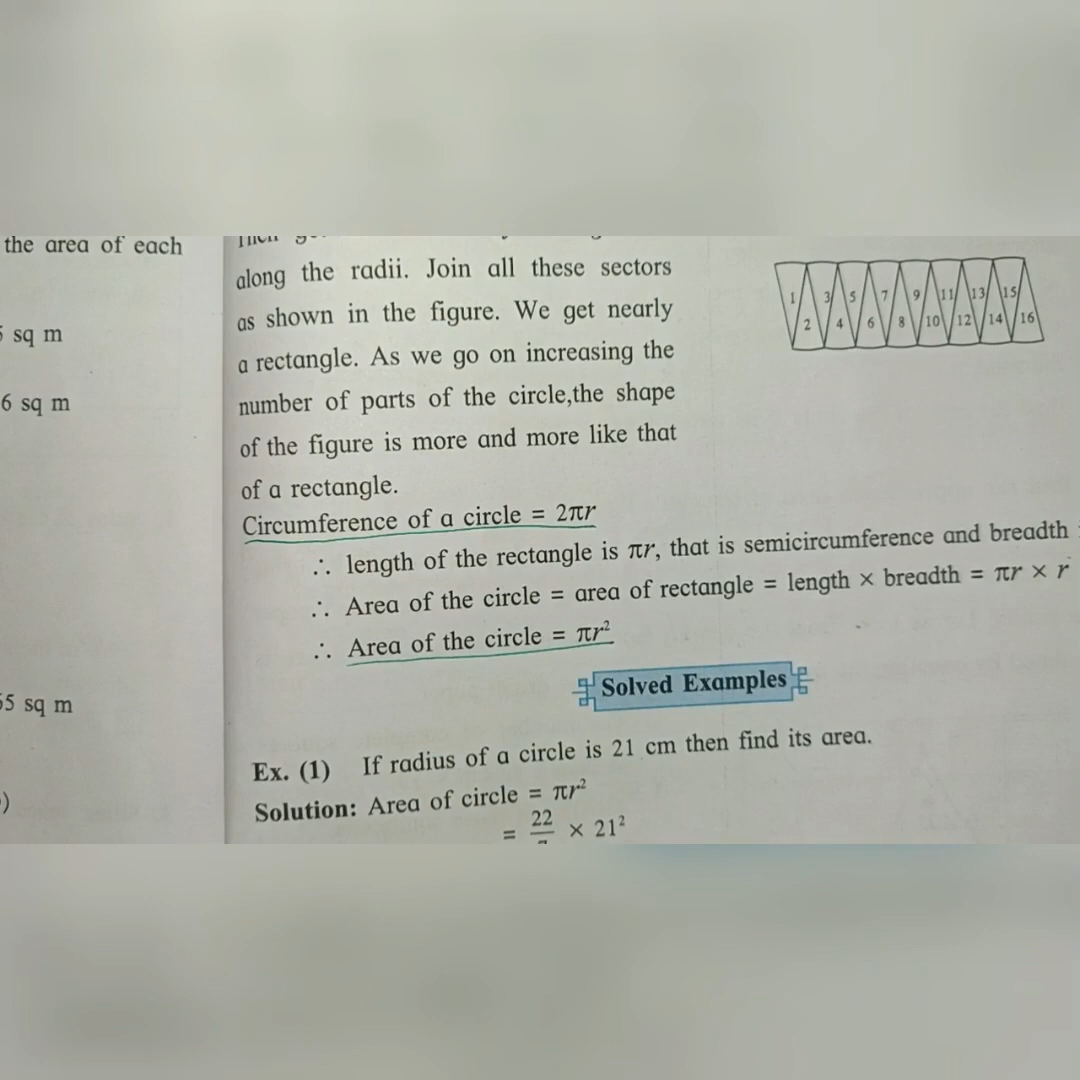 the area of each
sq m
6 sq m
5 sq m
along the radii. Join all these sectors
as shown in the figure. We get nearly
a rectangle. As we go on increasing the
number of parts of the circle,the shape
of the figure is more and more like that
of a rectangle.
1 3 5 7 9 11 13 15
2 4 6 8 10 12 14 16
Circumference of a circle = 2πr
∴ length of the rectangle is πr, that is semicircumference and breadth
∴ Area of the circle = area of rectangle = length × breadth = πr × r
∴ Area of the circle = πr²
Solved Examples
Ex. (1) If radius of a circle is 21 cm then find its area.
Solution: Area of circle = πr²
= 22 × 21²